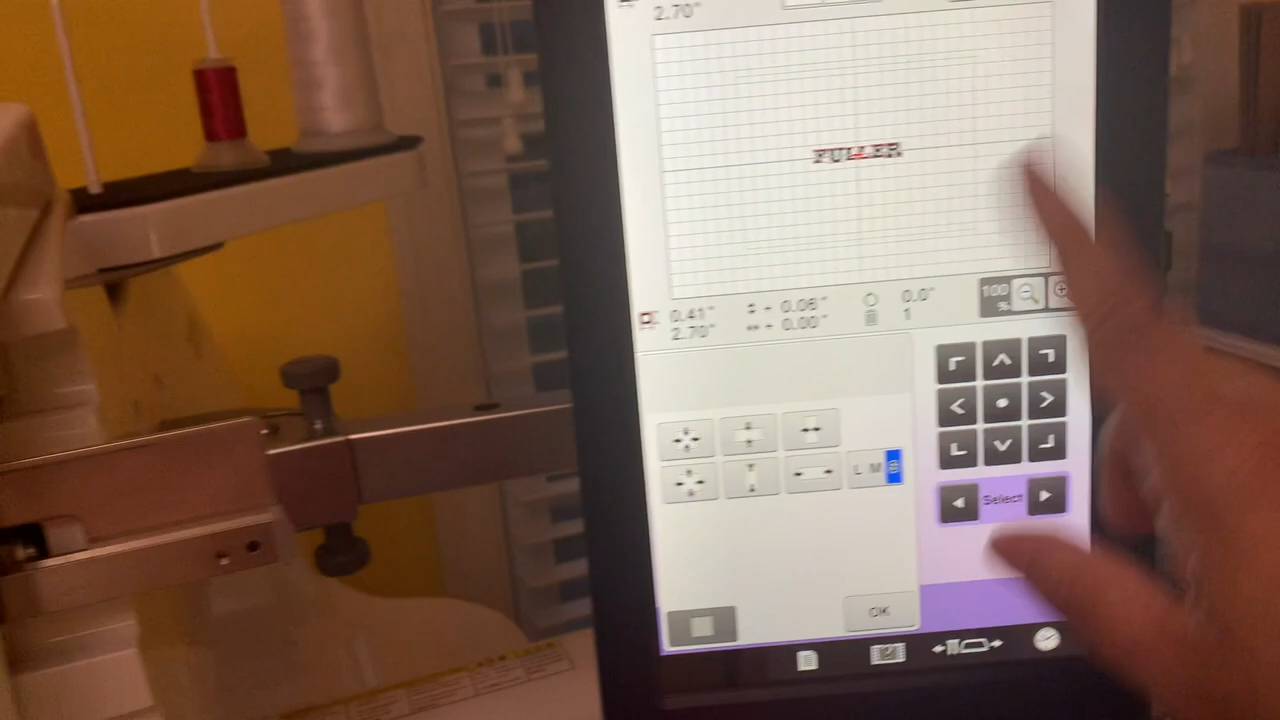 2.70"
FULLER
0.41" + 0.06" 0.0° 100 %
2.70" + 0.00" 1
L M S
Select
OK